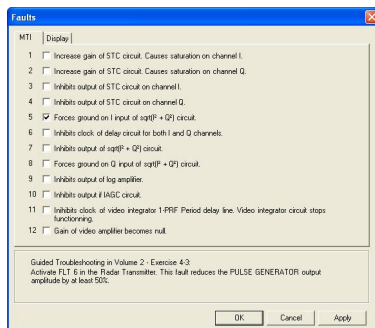 Faults
MTI Display
1 Increase gain of STC circuit. Causes saturation on channel I.
2 Increase gain of STC circuit. Causes saturation on channel Q.
3 Inhibits output of STC circuit on channel I.
4 Inhibits output of STC circuit on channel Q.
5 Forces ground on I input of sqrt(I² + Q²) circuit.
6 Inhibits clock of delay circuit for both I and Q channels.
7 Inhibits output of sqrt(I² + Q²) circuit.
8 Forces ground on Q input of sqrt(I² + Q²) circuit.
9 Inhibits output of log amplifier.
10 Inhibits output if IAGC circuit.
11 Inihibits clock of video integrator 1-PRF Period delay line. Video integrator circuit stops
functionning.
12 Gain of video amplifier becomes null.
Guided Troubleshooting in Volume 2 - Exercise 4-3:
Activate FLT 6 in the Radar Transmitter. This fault reduces the PULSE GENERATOR output
amplitude by at least 50%.
OK Cancel Apply